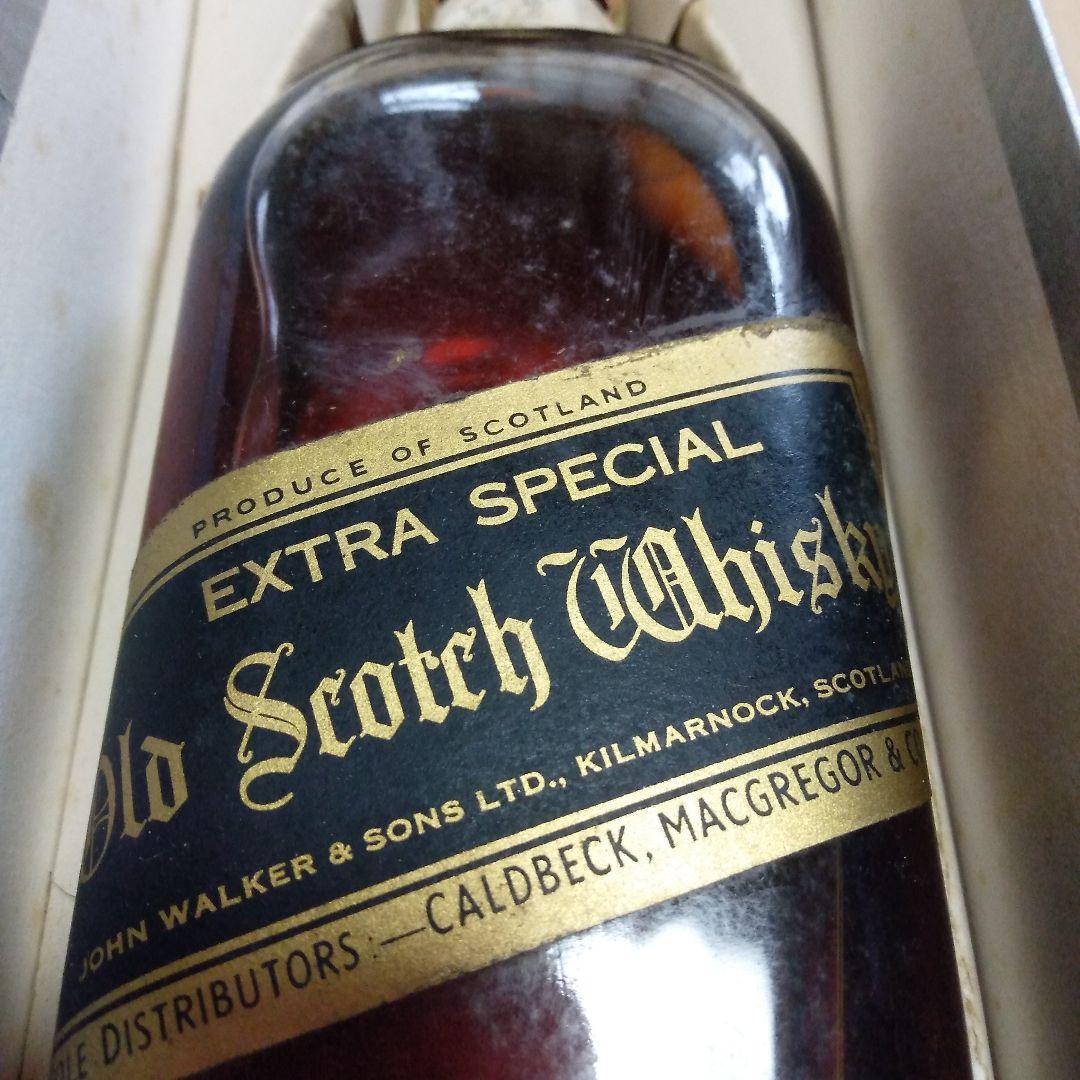 PRODUCE OF SCOTLAND
EXTRA SPECIAL
Old Scotch Whisky
JOHN WALKER & SONS LTD., KILMARNOCK, SCOTLAND
DISTRIBUTORS:—CALDBECK, MACGREGOR &